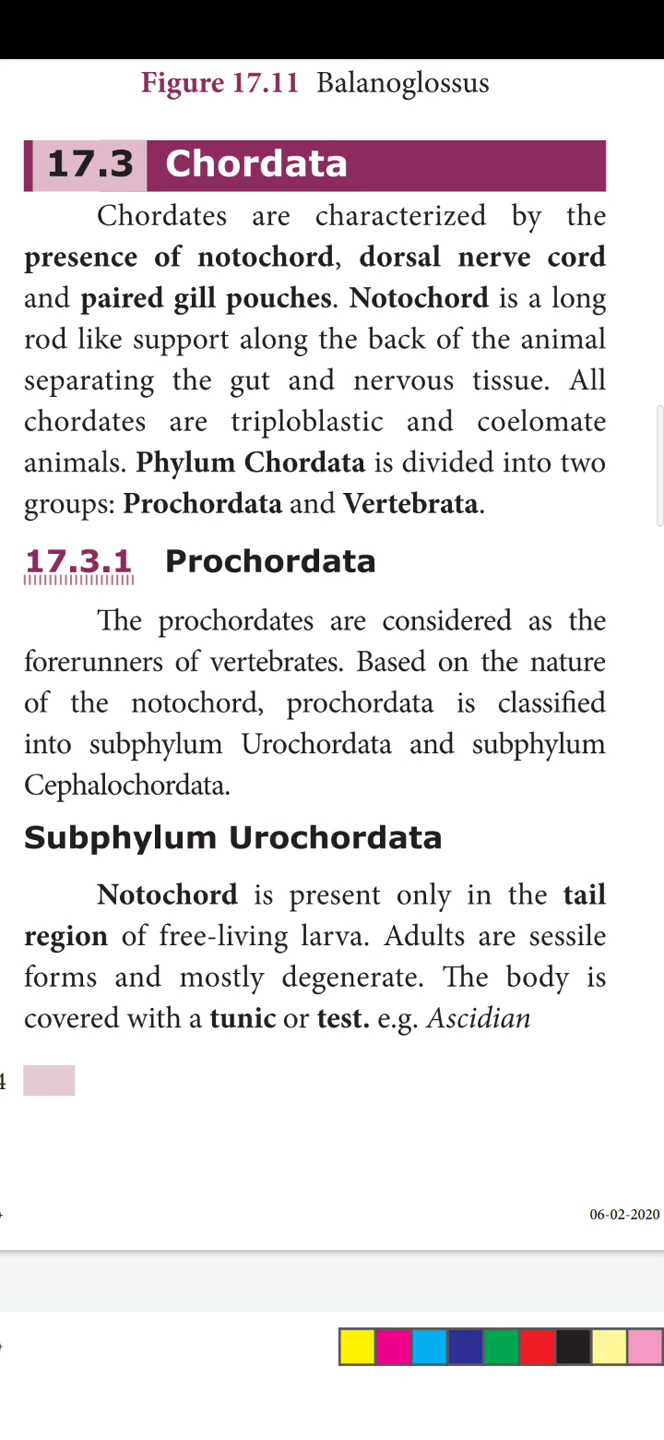 Figure 17.11 Balanoglossus
17.3 Chordata
Chordates are characterized by the
presence of notochord, dorsal nerve cord
and paired gill pouches. Notochord is a long
rod like support along the back of the animal
separating the gut and nervous tissue. All
chordates are triploblastic and coelomate
animals. Phylum Chordata is divided into two
groups: Prochordata and Vertebrata.
17.3.1 Prochordata
The prochordates are considered as the
forerunners of vertebrates. Based on the nature
of the notochord, prochordata is classified
into subphylum Urochordata and subphylum
Cephalochordata.
Subphylum Urochordata
Notochord is present only in the tail
region of free-living larva. Adults are sessile
forms and mostly degenerate. The body is
covered with a tunic or test. e.g. Ascidian
06-02-2020